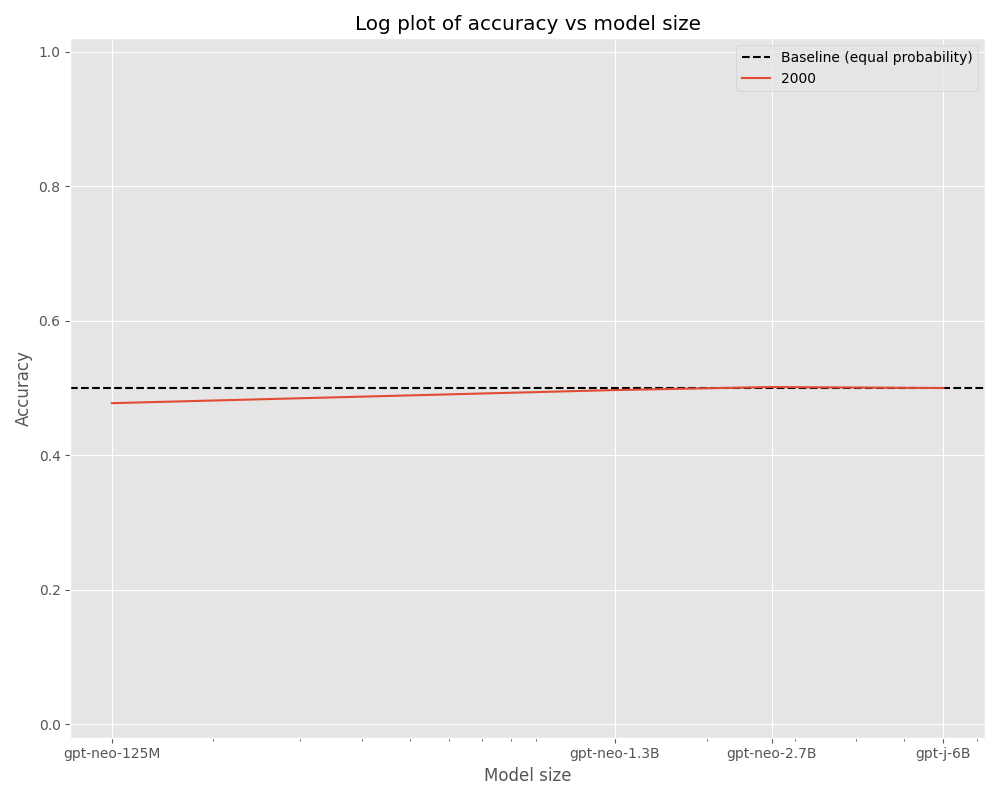 Log plot of accuracy vs model size
Baseline (equal probability)
2000
1.0
0.8
0.6
0.4
0.2
0.0
Accuracy
gpt-neo-125M
gpt-neo-1.3B
gpt-neo-2.7B
gpt-j-6B
Model size